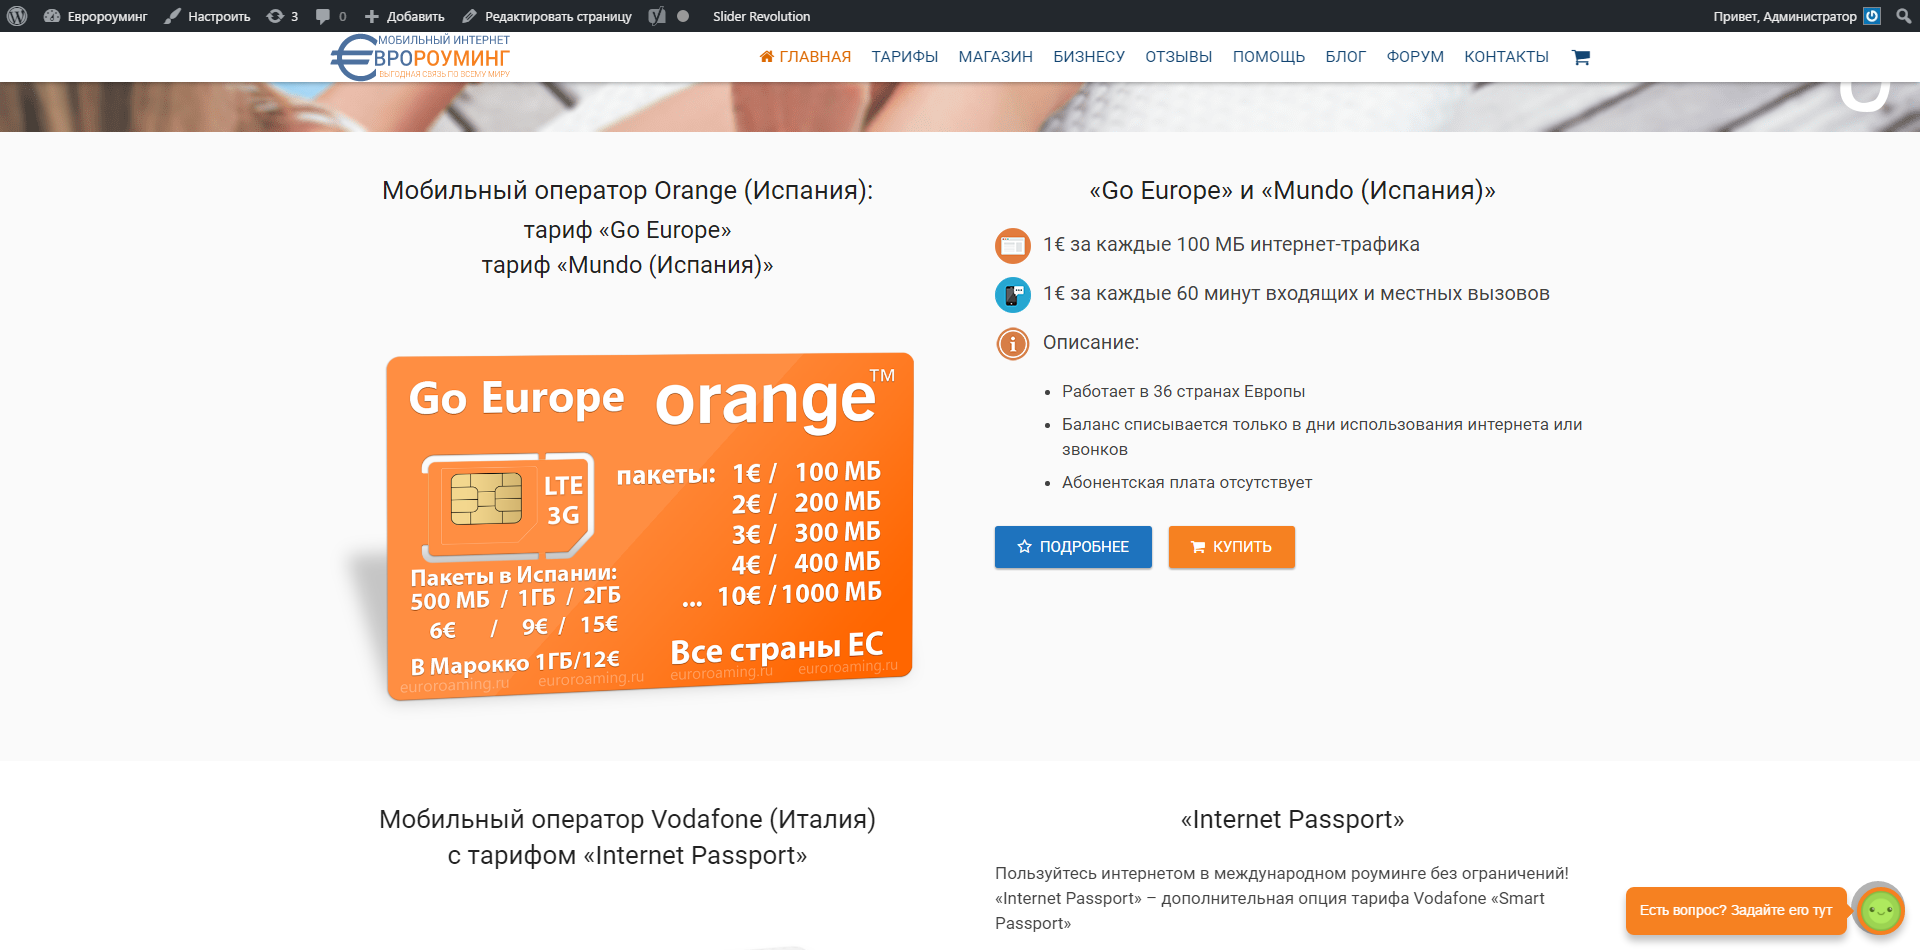 Евророуминг
Настроить
3
0
Добавить
Редактировать страницу
Slider Revolution
Привет, Администратор
МОБИЛЬНЫЙ ИНТЕРНЕТ
ЕВРОРОУМИНГ
ВЫГОДНАЯ СВЯЗЬ ПО ВСЕМУ МИРУ
ГЛАВНАЯ
ТАРИФЫ
МАГАЗИН
БИЗНЕСУ
ОТЗЫВЫ
ПОМОЩЬ
БЛОГ
ФОРУМ
КОНТАКТЫ
Мобильный оператор Orange (Испания):
тариф «Go Europe»
тариф «Mundo (Испания)»
Go Europe
orange™
LTE
3G
пакеты: 1€ / 100 МБ
2€ / 200 МБ
3€ / 300 МБ
4€ / 400 МБ
... 10€ / 1000 МБ
Пакеты в Испании:
500 МБ / 1ГБ / 2ГБ
6€ / 9€ / 15€
В Марокко 1ГБ/12€
Все страны ЕС
euroroaming.ru euroroaming.ru euroroaming.ru euroroaming.ru
«Go Europe» и «Mundo (Испания)»
1€ за каждые 100 МБ интернет-трафика
1€ за каждые 60 минут входящих и местных вызовов
Описание:
• Работает в 36 странах Европы
• Баланс списывается только в дни использования интернета или
звонков
• Абонентская плата отсутствует
ПОДРОБНЕЕ
КУПИТЬ
Мобильный оператор Vodafone (Италия)
с тарифом «Internet Passport»
«Internet Passport»
Пользуйтесь интернетом в международном роуминге без ограничений!
«Internet Passport» – дополнительная опция тарифа Vodafone «Smart
Passport»
Есть вопрос? Задайте его тут